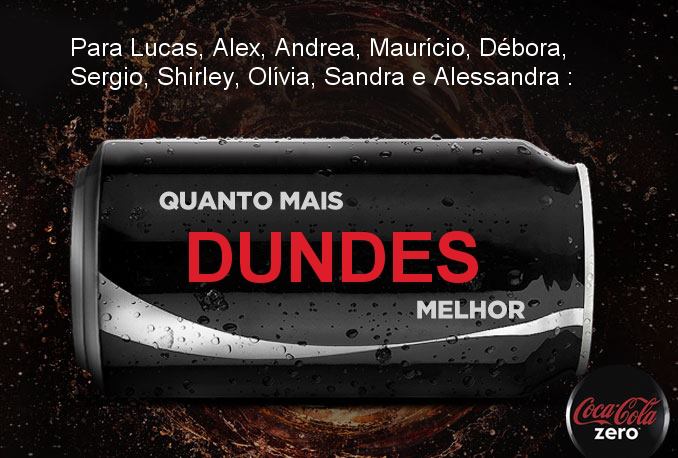 Para Lucas, Alex, Andrea, Maurício, Débora,
Sergio, Shirley, Olívia, Sandra e Alessandra :
QUANTO MAIS
DUNDES
MELHOR
Coca-Cola
zero